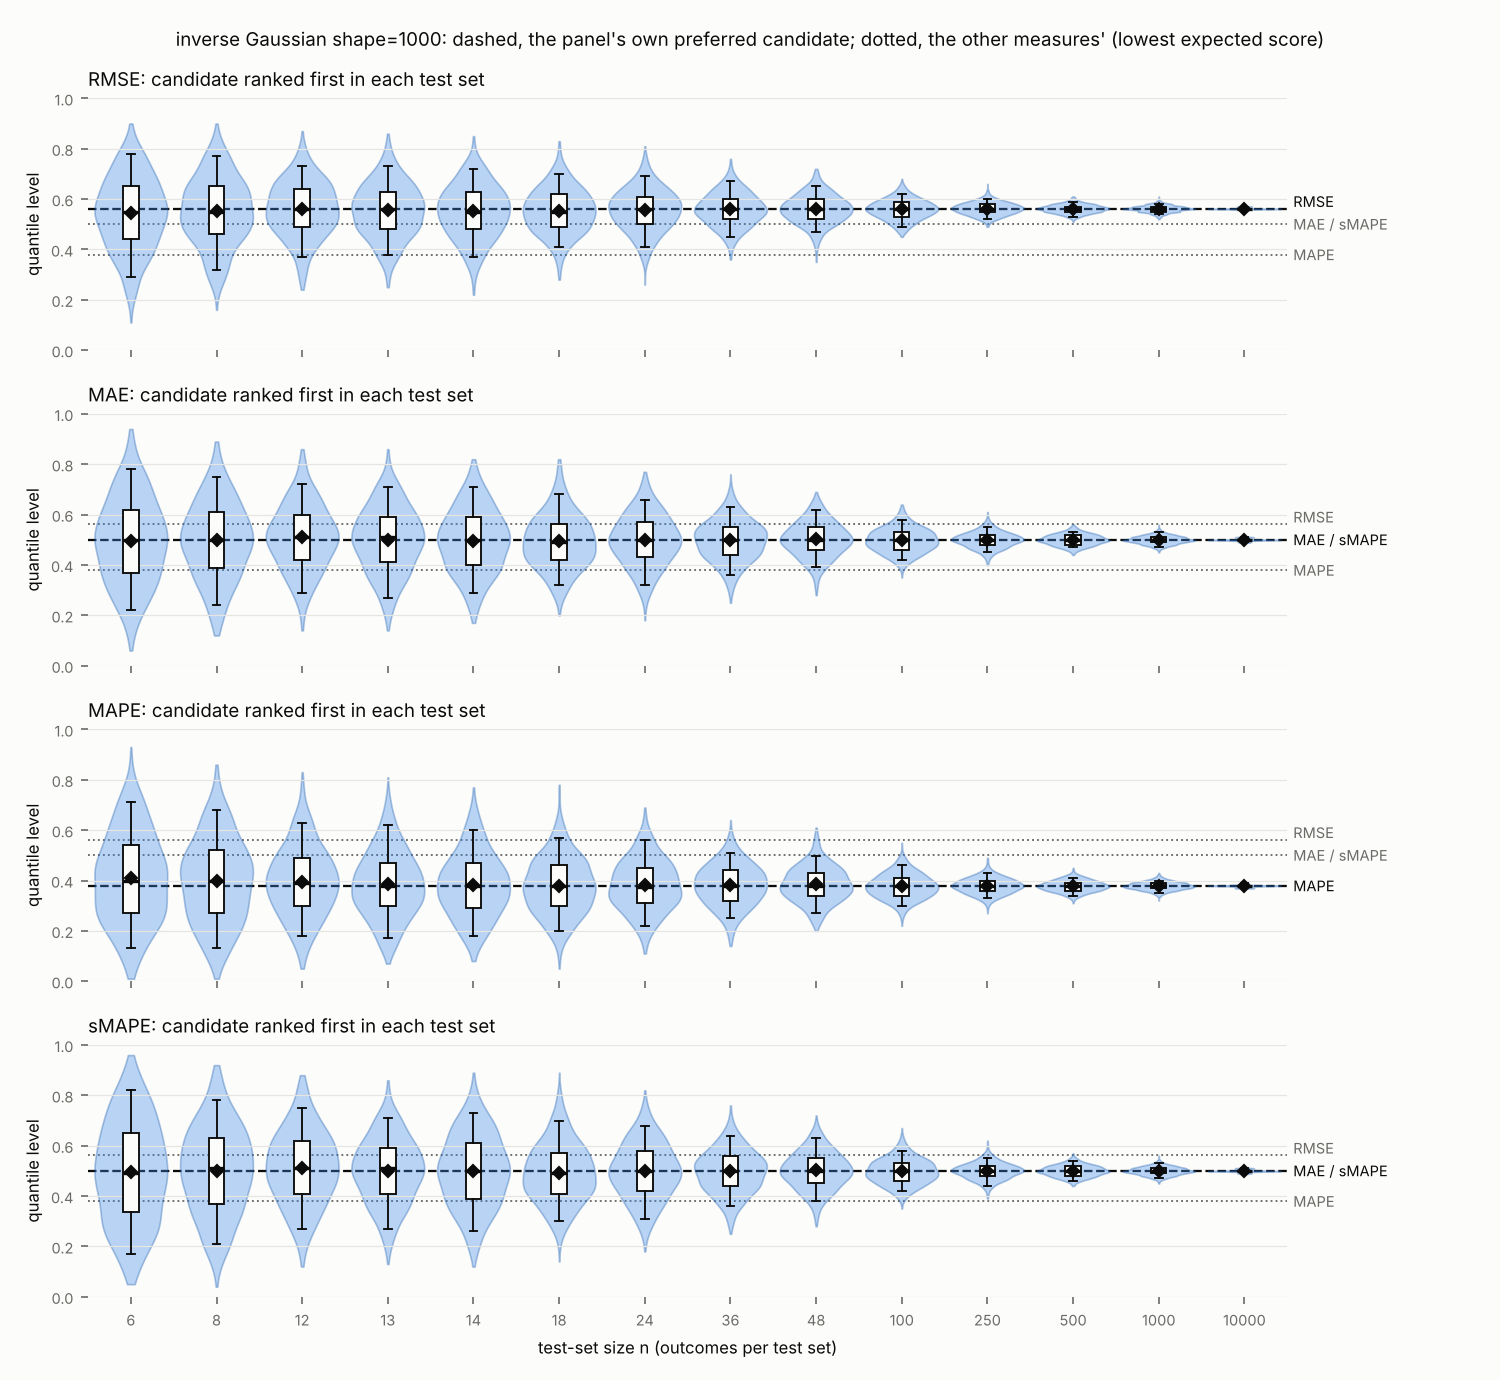 inverse Gaussian shape=1000: dashed, the panel's own preferred candidate; dotted, the other measures' (lowest expected score)
RMSE: candidate ranked first in each test set
quantile level
1.0
0.8
0.6
0.4
0.2
0.0
RMSE
MAE / sMAPE
MAPE
MAE: candidate ranked first in each test set
quantile level
1.0
0.8
0.6
0.4
0.2
0.0
RMSE
MAE / sMAPE
MAPE
MAPE: candidate ranked first in each test set
quantile level
1.0
0.8
0.6
0.4
0.2
0.0
RMSE
MAE / sMAPE
MAPE
sMAPE: candidate ranked first in each test set
quantile level
1.0
0.8
0.6
0.4
0.2
0.0
RMSE
MAE / sMAPE
MAPE
6 8 12 13 14 18 24 36 48 100 250 500 1000 10000
test-set size n (outcomes per test set)